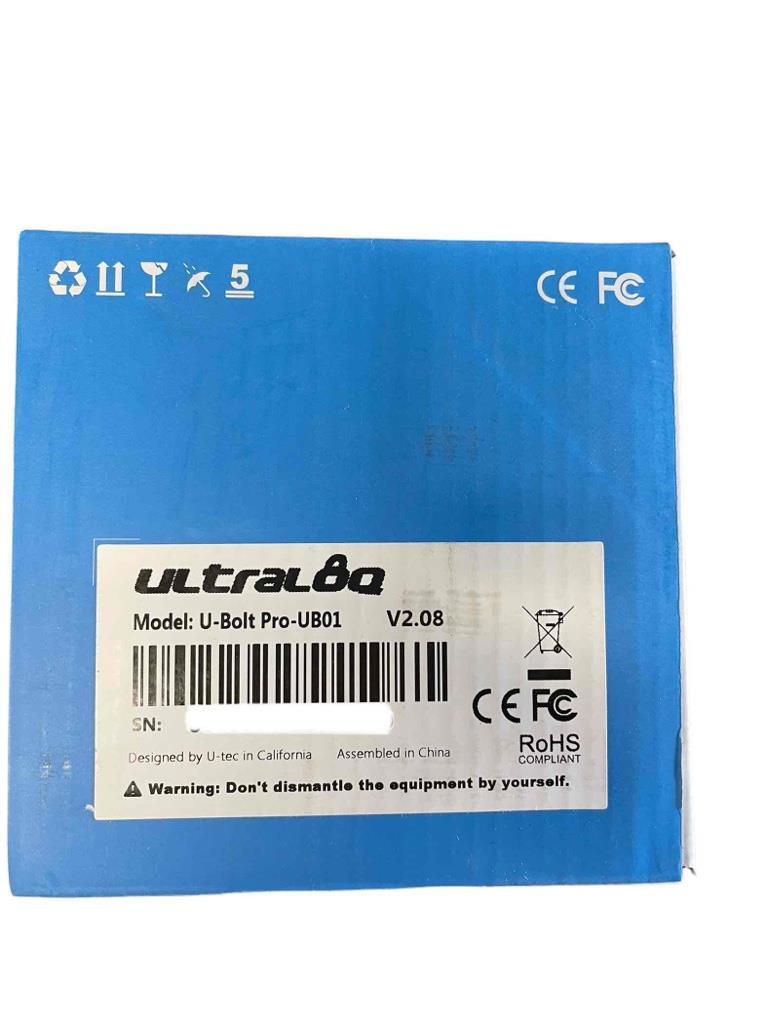 5
CE FC
ULTRALOQ
Model: U-Bolt Pro-UB01 V2.08
CE FC
SN:
RoHS
COMPLIANT
Designed by U-tec in California Assembled in China
Warning: Don't dismantle the equipment by yourself.